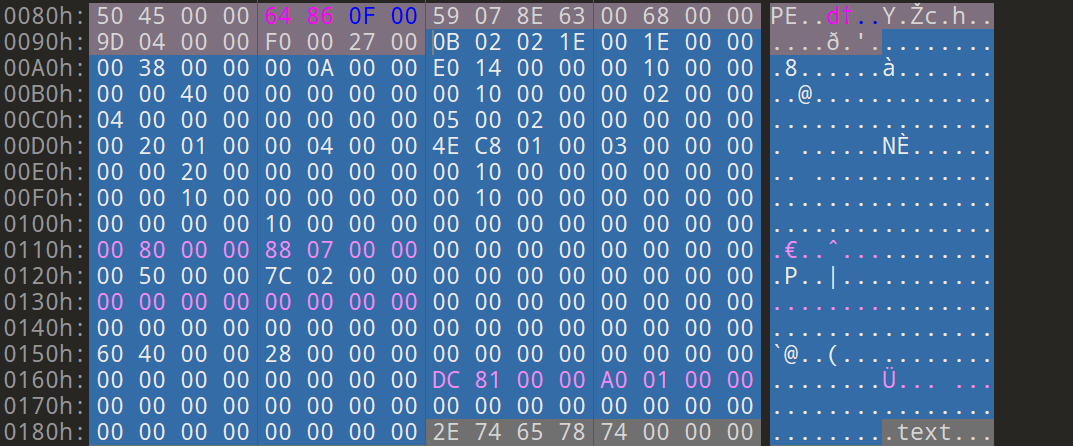 0080h: 50 45 00 00 64 86 0F 00 59 07 8E 63 00 68 00 00 PE..df..Y.Žc.h..
0090h: 9D 04 00 00 F0 00 27 00 0B 02 02 1E 00 1E 00 00 ....ð.'.........
00A0h: 00 38 00 00 00 0A 00 00 E0 14 00 00 00 10 00 00 .8......à.......
00B0h: 00 00 40 00 00 00 00 00 00 10 00 00 00 02 00 00 ..@.............
00C0h: 04 00 00 00 00 00 00 00 05 00 02 00 00 00 00 00 ................
00D0h: 00 20 01 00 00 04 00 00 4E C8 01 00 03 00 00 00 . ......NÈ......
00E0h: 00 00 20 00 00 00 00 00 00 10 00 00 00 00 00 00 .. .............
00F0h: 00 00 10 00 00 00 00 00 00 10 00 00 00 00 00 00 ................
0100h: 00 00 00 00 10 00 00 00 00 00 00 00 00 00 00 00 ................
0110h: 00 80 00 00 88 07 00 00 00 00 00 00 00 00 00 00 .€..ˆ...........
0120h: 00 50 00 00 7C 02 00 00 00 00 00 00 00 00 00 00 .P..|...........
0130h: 00 00 00 00 00 00 00 00 00 00 00 00 00 00 00 00 ................
0140h: 00 00 00 00 00 00 00 00 00 00 00 00 00 00 00 00 ................
0150h: 60 40 00 00 28 00 00 00 00 00 00 00 00 00 00 00 `@..(...........
0160h: 00 00 00 00 00 00 00 00 DC 81 00 00 A0 01 00 00 ........Ü... ...
0170h: 00 00 00 00 00 00 00 00 00 00 00 00 00 00 00 00 ................
0180h: 00 00 00 00 00 00 00 00 2E 74 65 78 74 00 00 00 .........text...